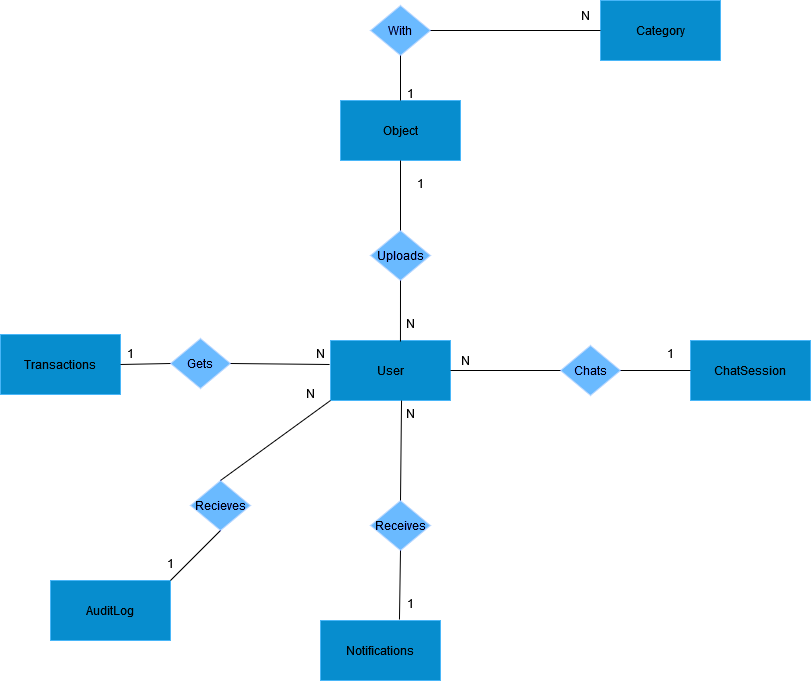 With
N
Category
1
Object
1
Uploads
N
Transactions
1
Gets
N
User
N
Chats
1
ChatSession
N
N
Recieves
Receives
1
AuditLog
1
Notifications